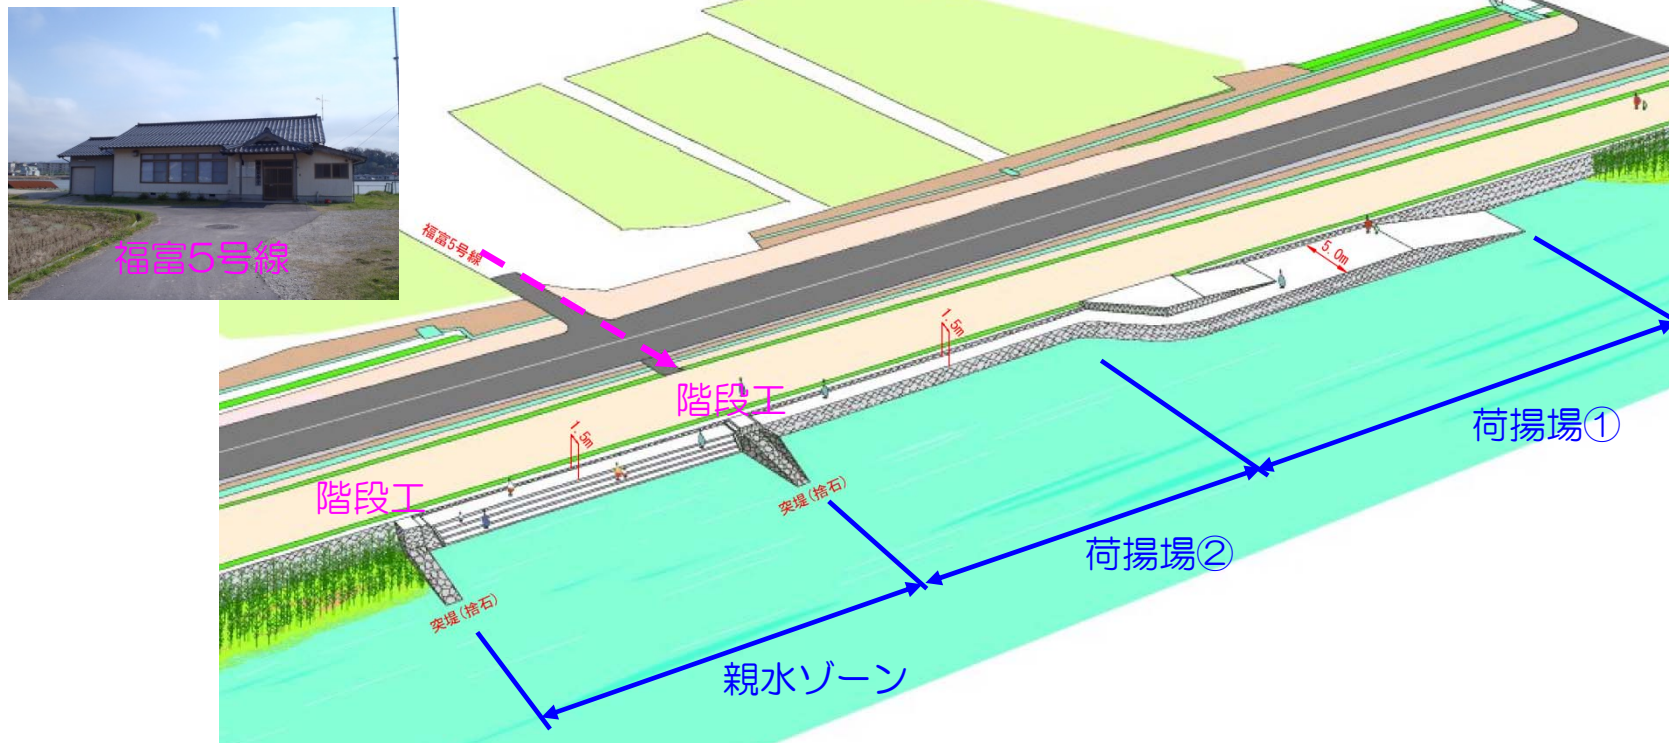 福富5号線
福富5号線
5.0m
1.5m
階段工
荷揚場①
1.5m
階段工
突堤(捨石)
荷揚場②
突堤(捨石)
親水ゾーン